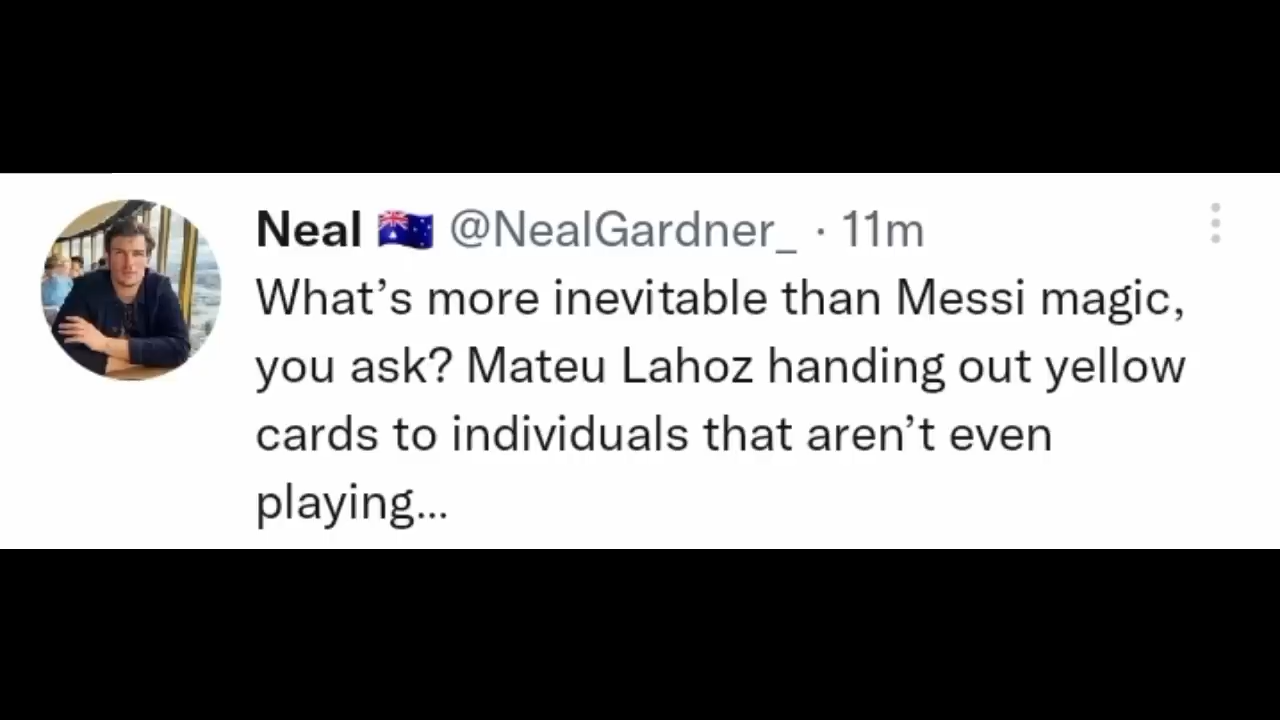 Neal 🇦🇺 @NealGardner_ · 11m
What’s more inevitable than Messi magic,
you ask? Mateu Lahoz handing out yellow
cards to individuals that aren’t even
playing...